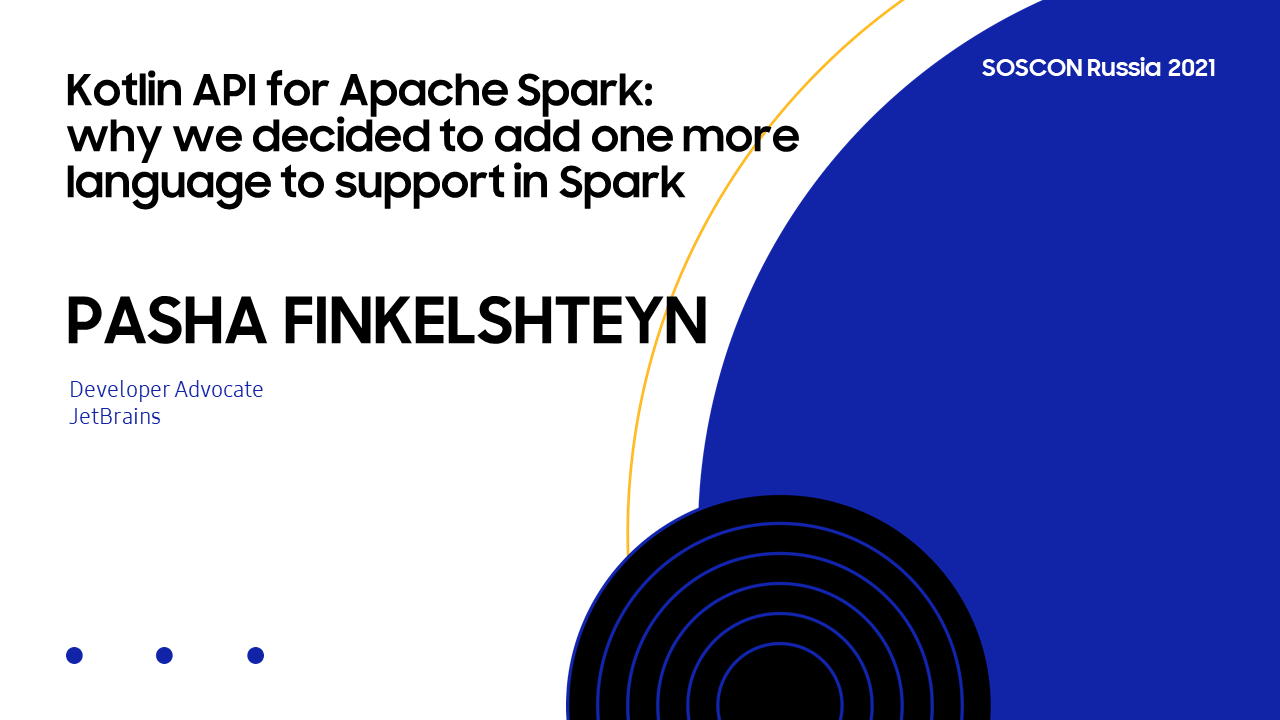 SOSCON Russia 2021
Kotlin API for Apache Spark:
why we decided to add one more
language to support in Spark
PASHA FINKELSHTEYN
Developer Advocate
JetBrains